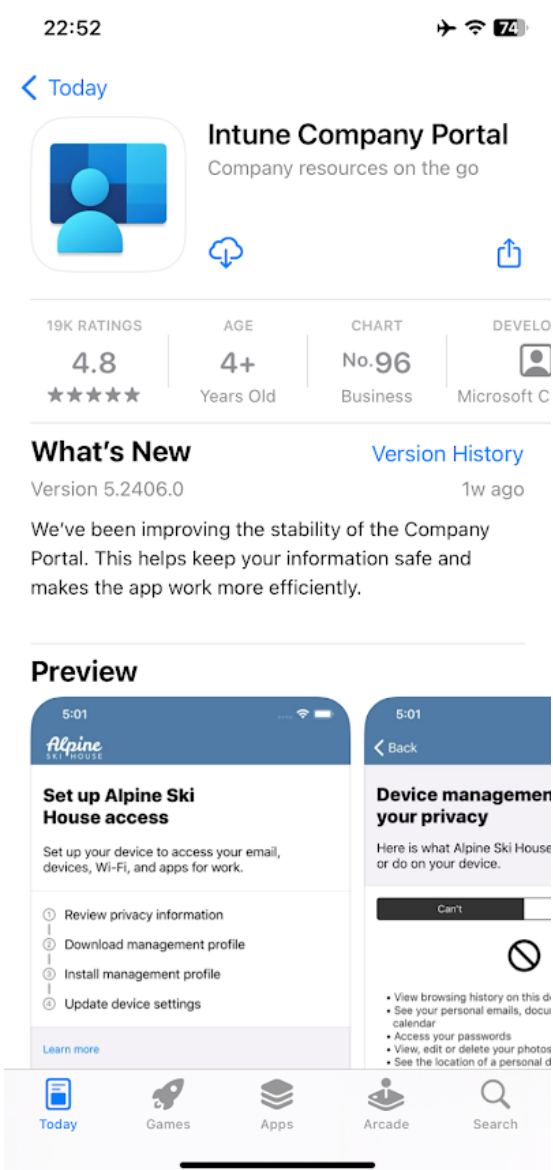 22:52
74
Today
Intune Company Portal
Company resources on the go
19K RATINGS
4.8
AGE
4+
Years Old
CHART
No.96
Business
DEVELO
Microsoft C
What's New
Version History
Version 5.2406.0
1w ago
We've been improving the stability of the Company
Portal. This helps keep your information safe and
makes the app work more efficiently.
Preview
5:01
Alpine
SKI HOUSE
Set up Alpine Ski
House access
Set up your device to access your email,
devices, Wi-Fi, and apps for work.
1 Review privacy information
2 Download management profile
3 Install management profile
4 Update device settings
Learn more
5:01
Back
Device managemen
your privacy
Here is what Alpine Ski House
or do on your device.
Can't
• View browsing history on this d
• See your personal emails, docu
calendar
• Access your passwords
• View, edit or delete your photos
• See the location of a personal d
Today
Games
Apps
Arcade
Search